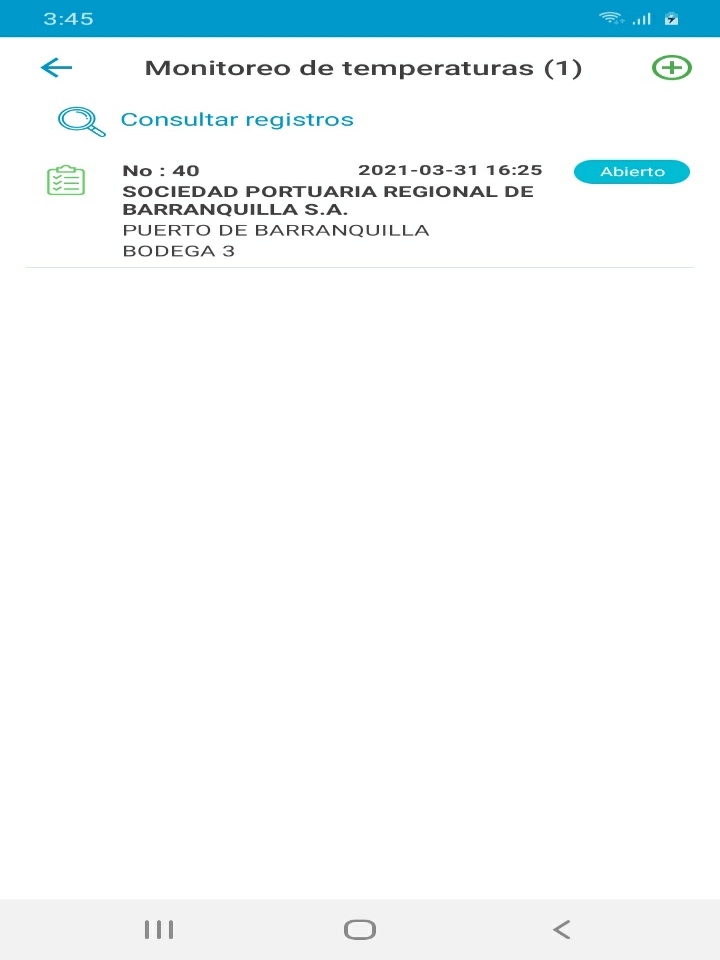 3:45
Monitoreo de temperaturas (1)
Consultar registros
No : 40 2021-03-31 16:25 Abierto
SOCIEDAD PORTUARIA REGIONAL DE
BARRANQUILLA S.A.
PUERTO DE BARRANQUILLA
BODEGA 3